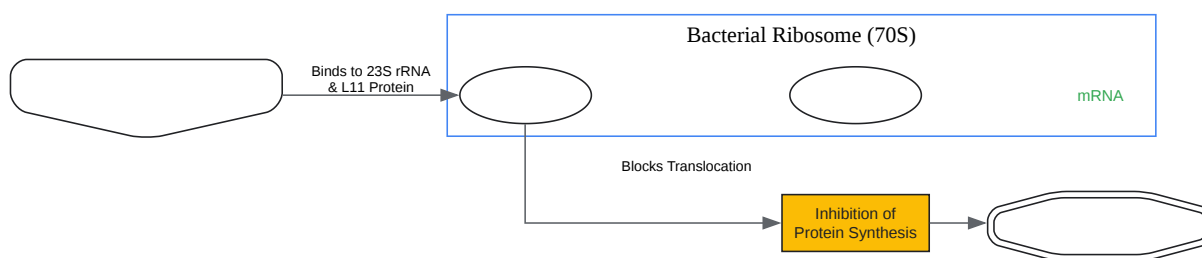 Bacterial Ribosome (70S)
Binds to 23S rRNA
& L11 Protein
mRNA
Blocks Translocation
Inhibition of
Protein Synthesis